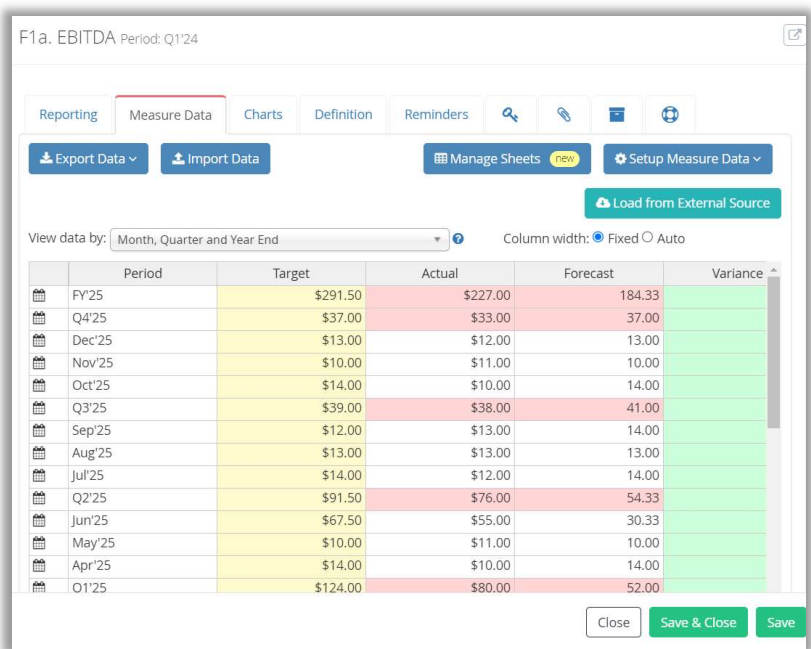 F1a. EBITDA Period: Q1'24
Reporting Measure Data Charts Definition Reminders
Export Data Import Data Manage Sheets new Setup Measure Data
Load from External Source
View data by: Month, Quarter and Year End Column width: Fixed Auto
Period Target Actual Forecast Variance
FY'25 $291.50 $227.00 184.33
Q4'25 $37.00 $33.00 37.00
Dec'25 $13.00 $12.00 13.00
Nov'25 $10.00 $11.00 10.00
Oct'25 $14.00 $10.00 14.00
Q3'25 $39.00 $38.00 41.00
Sep'25 $12.00 $13.00 14.00
Aug'25 $13.00 $13.00 13.00
Jul'25 $14.00 $12.00 14.00
Q2'25 $91.50 $76.00 54.33
Jun'25 $67.50 $55.00 30.33
May'25 $10.00 $11.00 10.00
Apr'25 $14.00 $10.00 14.00
Q1'25 $124.00 $80.00 52.00
Close Save & Close Save